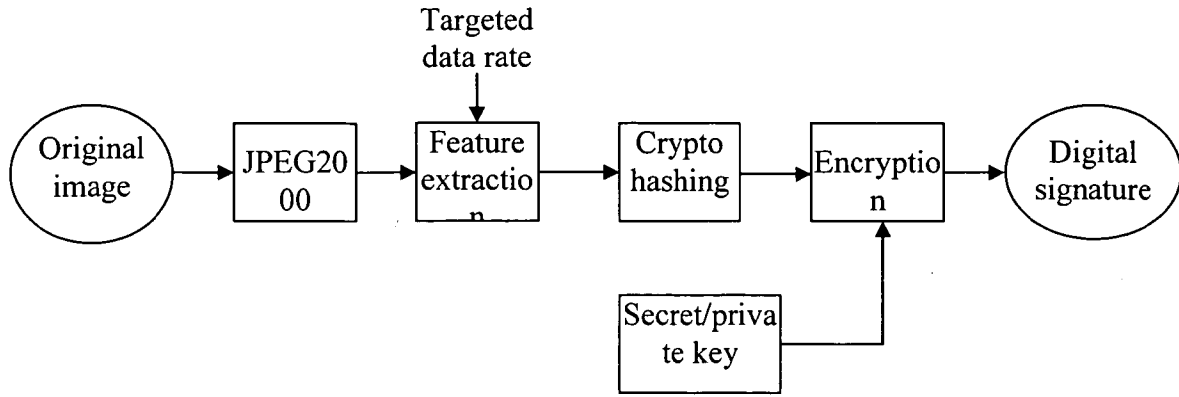 Targeted
data rate
Original
image
JPEG20
00
Feature
extractio
n
Crypto
hashing
Encryptio
n
Digital
signature
Secret/priva
te key